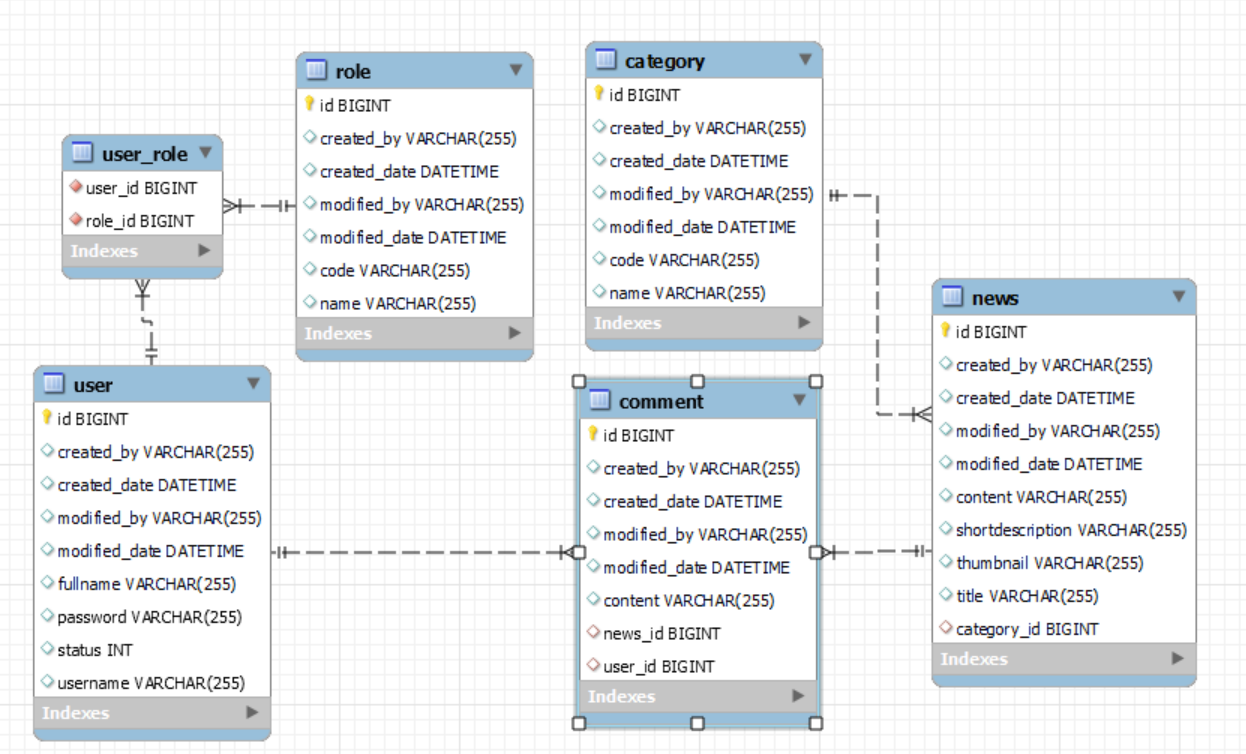 role
id BIGINT
created_by VARCHAR(255)
created_date DATETIME
modified_by VARCHAR(255)
modified_date DATETIME
code VARCHAR(255)
name VARCHAR(255)
Indexes
category
id BIGINT
created_by VARCHAR(255)
created_date DATETIME
modified_by VARCHAR(255)
modified_date DATETIME
code VARCHAR(255)
name VARCHAR(255)
Indexes
user_role
user_id BIGINT
role_id BIGINT
Indexes
news
id BIGINT
created_by VARCHAR(255)
created_date DATETIME
modified_by VARCHAR(255)
modified_date DATETIME
content VARCHAR(255)
shortdescription VARCHAR(255)
thumbnail VARCHAR(255)
title VARCHAR(255)
category_id BIGINT
Indexes
user
id BIGINT
created_by VARCHAR(255)
created_date DATETIME
modified_by VARCHAR(255)
modified_date DATETIME
fullname VARCHAR(255)
password VARCHAR(255)
status INT
username VARCHAR(255)
Indexes
comment
id BIGINT
created_by VARCHAR(255)
created_date DATETIME
modified_by VARCHAR(255)
modified_date DATETIME
content VARCHAR(255)
news_id BIGINT
user_id BIGINT
Indexes